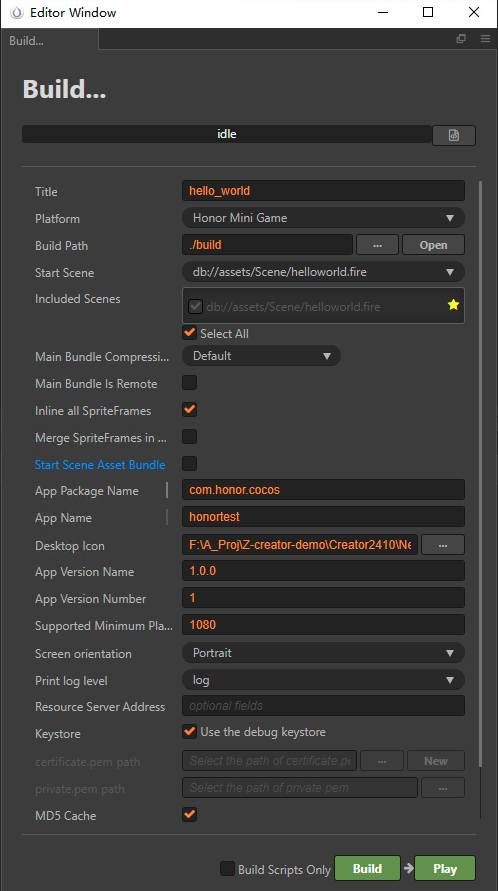 Editor Window
Build...
Build...
idle
Title hello_world
Platform Honor Mini Game
Build Path ./build ... Open
Start Scene db://assets/Scene/helloworld.fire
Included Scenes db://assets/Scene/helloworld.fire
Select All
Main Bundle Compressi... Default
Main Bundle Is Remote
Inline all SpriteFrames
Merge SpriteFrames in ...
Start Scene Asset Bundle
App Package Name com.honor.cocos
App Name honortest
Desktop Icon F:\A_Proj\Z-creator-demo\Creator2410\Ne ...
App Version Name 1.0.0
App Version Number 1
Supported Minimum Pla... 1080
Screen orientation Portrait
Print log level log
Resource Server Address optional fields
Keystore Use the debug keystore
certificate.pem path Select the path of certificate.pe ... New
private.pem path Select the path of private.pem ...
MD5 Cache
Build Scripts Only Build Play